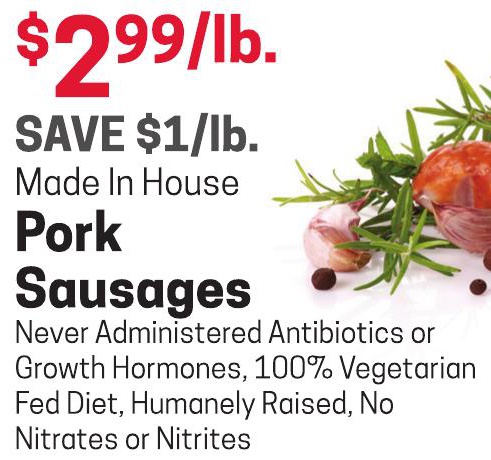 $2.99/lb.
SAVE $1/lb.
Made In House
Pork
Sausages
Never Administered Antibiotics or
Growth Hormones, 100% Vegetarian
Fed Diet, Humanely Raised, No
Nitrates or Nitrites